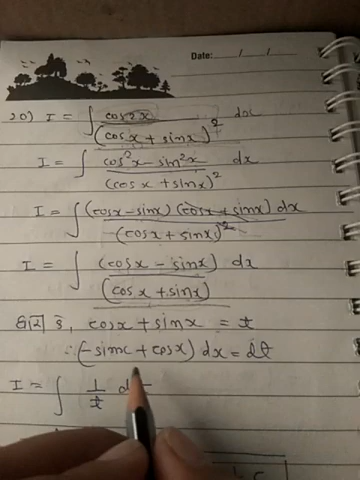 Date: / /
20) I = ∫ cos2x / (cosx + sinx)² dx
I = ∫ cos²x - sin²x / (cosx + sinx)² dx
I = ∫ (cosx - sinx) (cosx + sinx) dx / (cosx + sinx)²
I = ∫ (cosx - sinx) / (cosx + sinx) dx
cosx + sinx = t
∴ (-sinx + cosx) dx = dt
I = ∫ 1/t dt